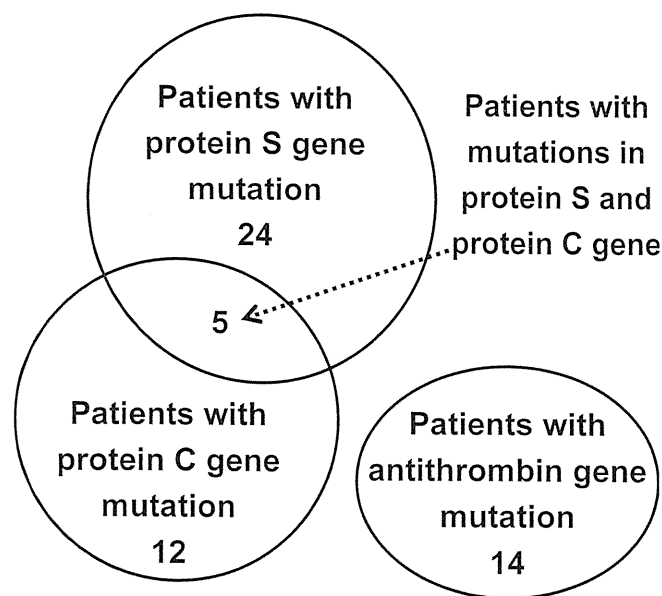 Patients with
protein S gene
mutation
24
Patients with
mutations in
protein S and
protein C gene
5
Patients with
protein C gene
mutation
12
Patients with
antithrombin gene
mutation
14